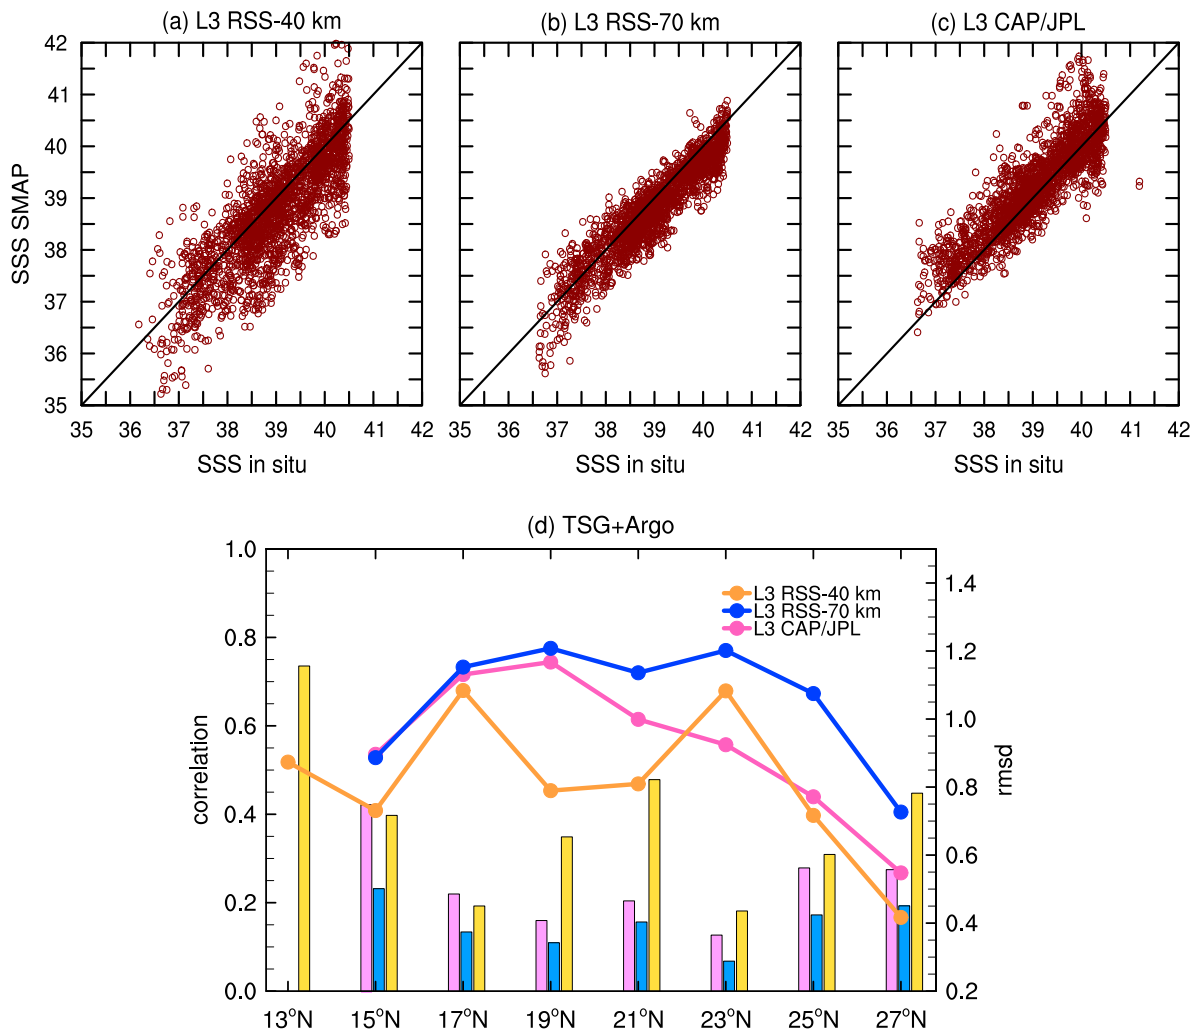 (a) L3 RSS-40 km (b) L3 RSS-70 km (c) L3 CAP/JPL
42
41
40
39
38
37
36
35
SSS SMAP
35 36 37 38 39 40 41 42
35 36 37 38 39 40 41 42
35 36 37 38 39 40 41 42
SSS in situ SSS in situ SSS in situ
(d) TSG+Argo
1.0
0.8
0.6
0.4
0.2
0.0
correlation
L3 RSS-40 km
L3 RSS-70 km
L3 CAP/JPL
1.4
1.2
1.0
0.8
0.6
0.4
0.2
rmsd
13°N 15°N 17°N 19°N 21°N 23°N 25°N 27°N